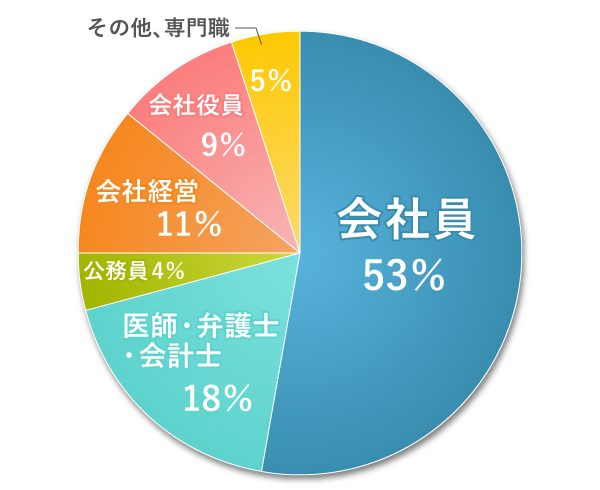 その他、専門職
5%
会社役員
9%
会社経営
11%
公務員4%
医師・弁護士
・会計士
18%
会社員
53%